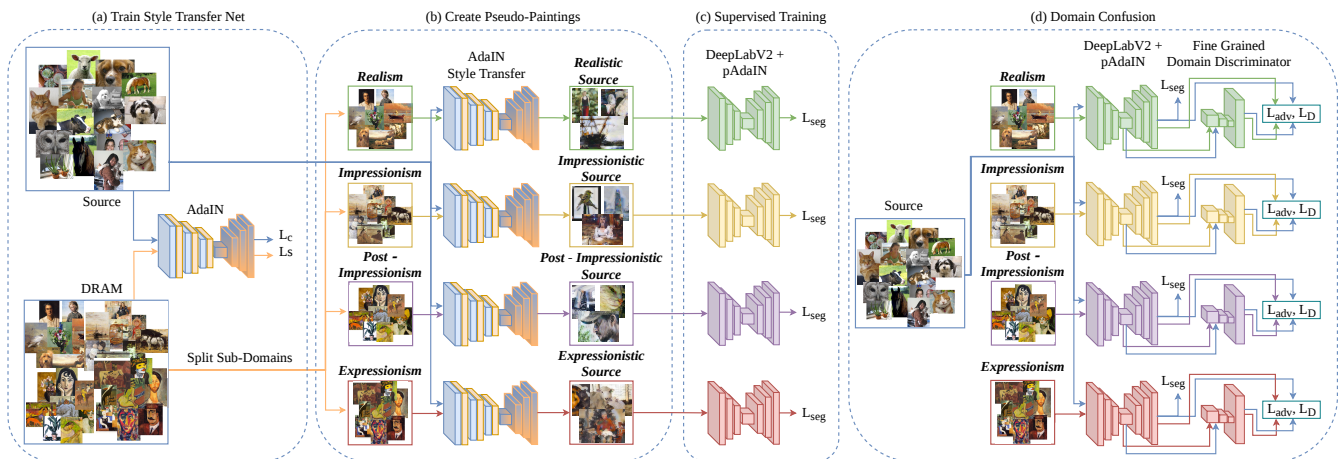 (a) Train Style Transfer Net
Source
AdaIN
Lc
Ls
DRAM
Split Sub-Domains
(b) Create Pseudo-Paintings
AdaIN
Style Transfer
Realism
Realistic
Source
Impressionism
Impressionistic
Source
Post -
Impressionism
Post - Impressionistic
Source
Expressionism
Expressionistic
Source
(c) Supervised Training
DeepLabV2 +
pAdaIN
Lseg
Lseg
Lseg
Lseg
(d) Domain Confusion
Source
DeepLabV2 +
pAdaIN
Fine Grained
Domain Discriminator
Realism
Lseg
Ladv, LD
Impressionism
Lseg
Ladv, LD
Post -
Impressionism
Lseg
Ladv, LD
Expressionism
Lseg
Ladv, LD